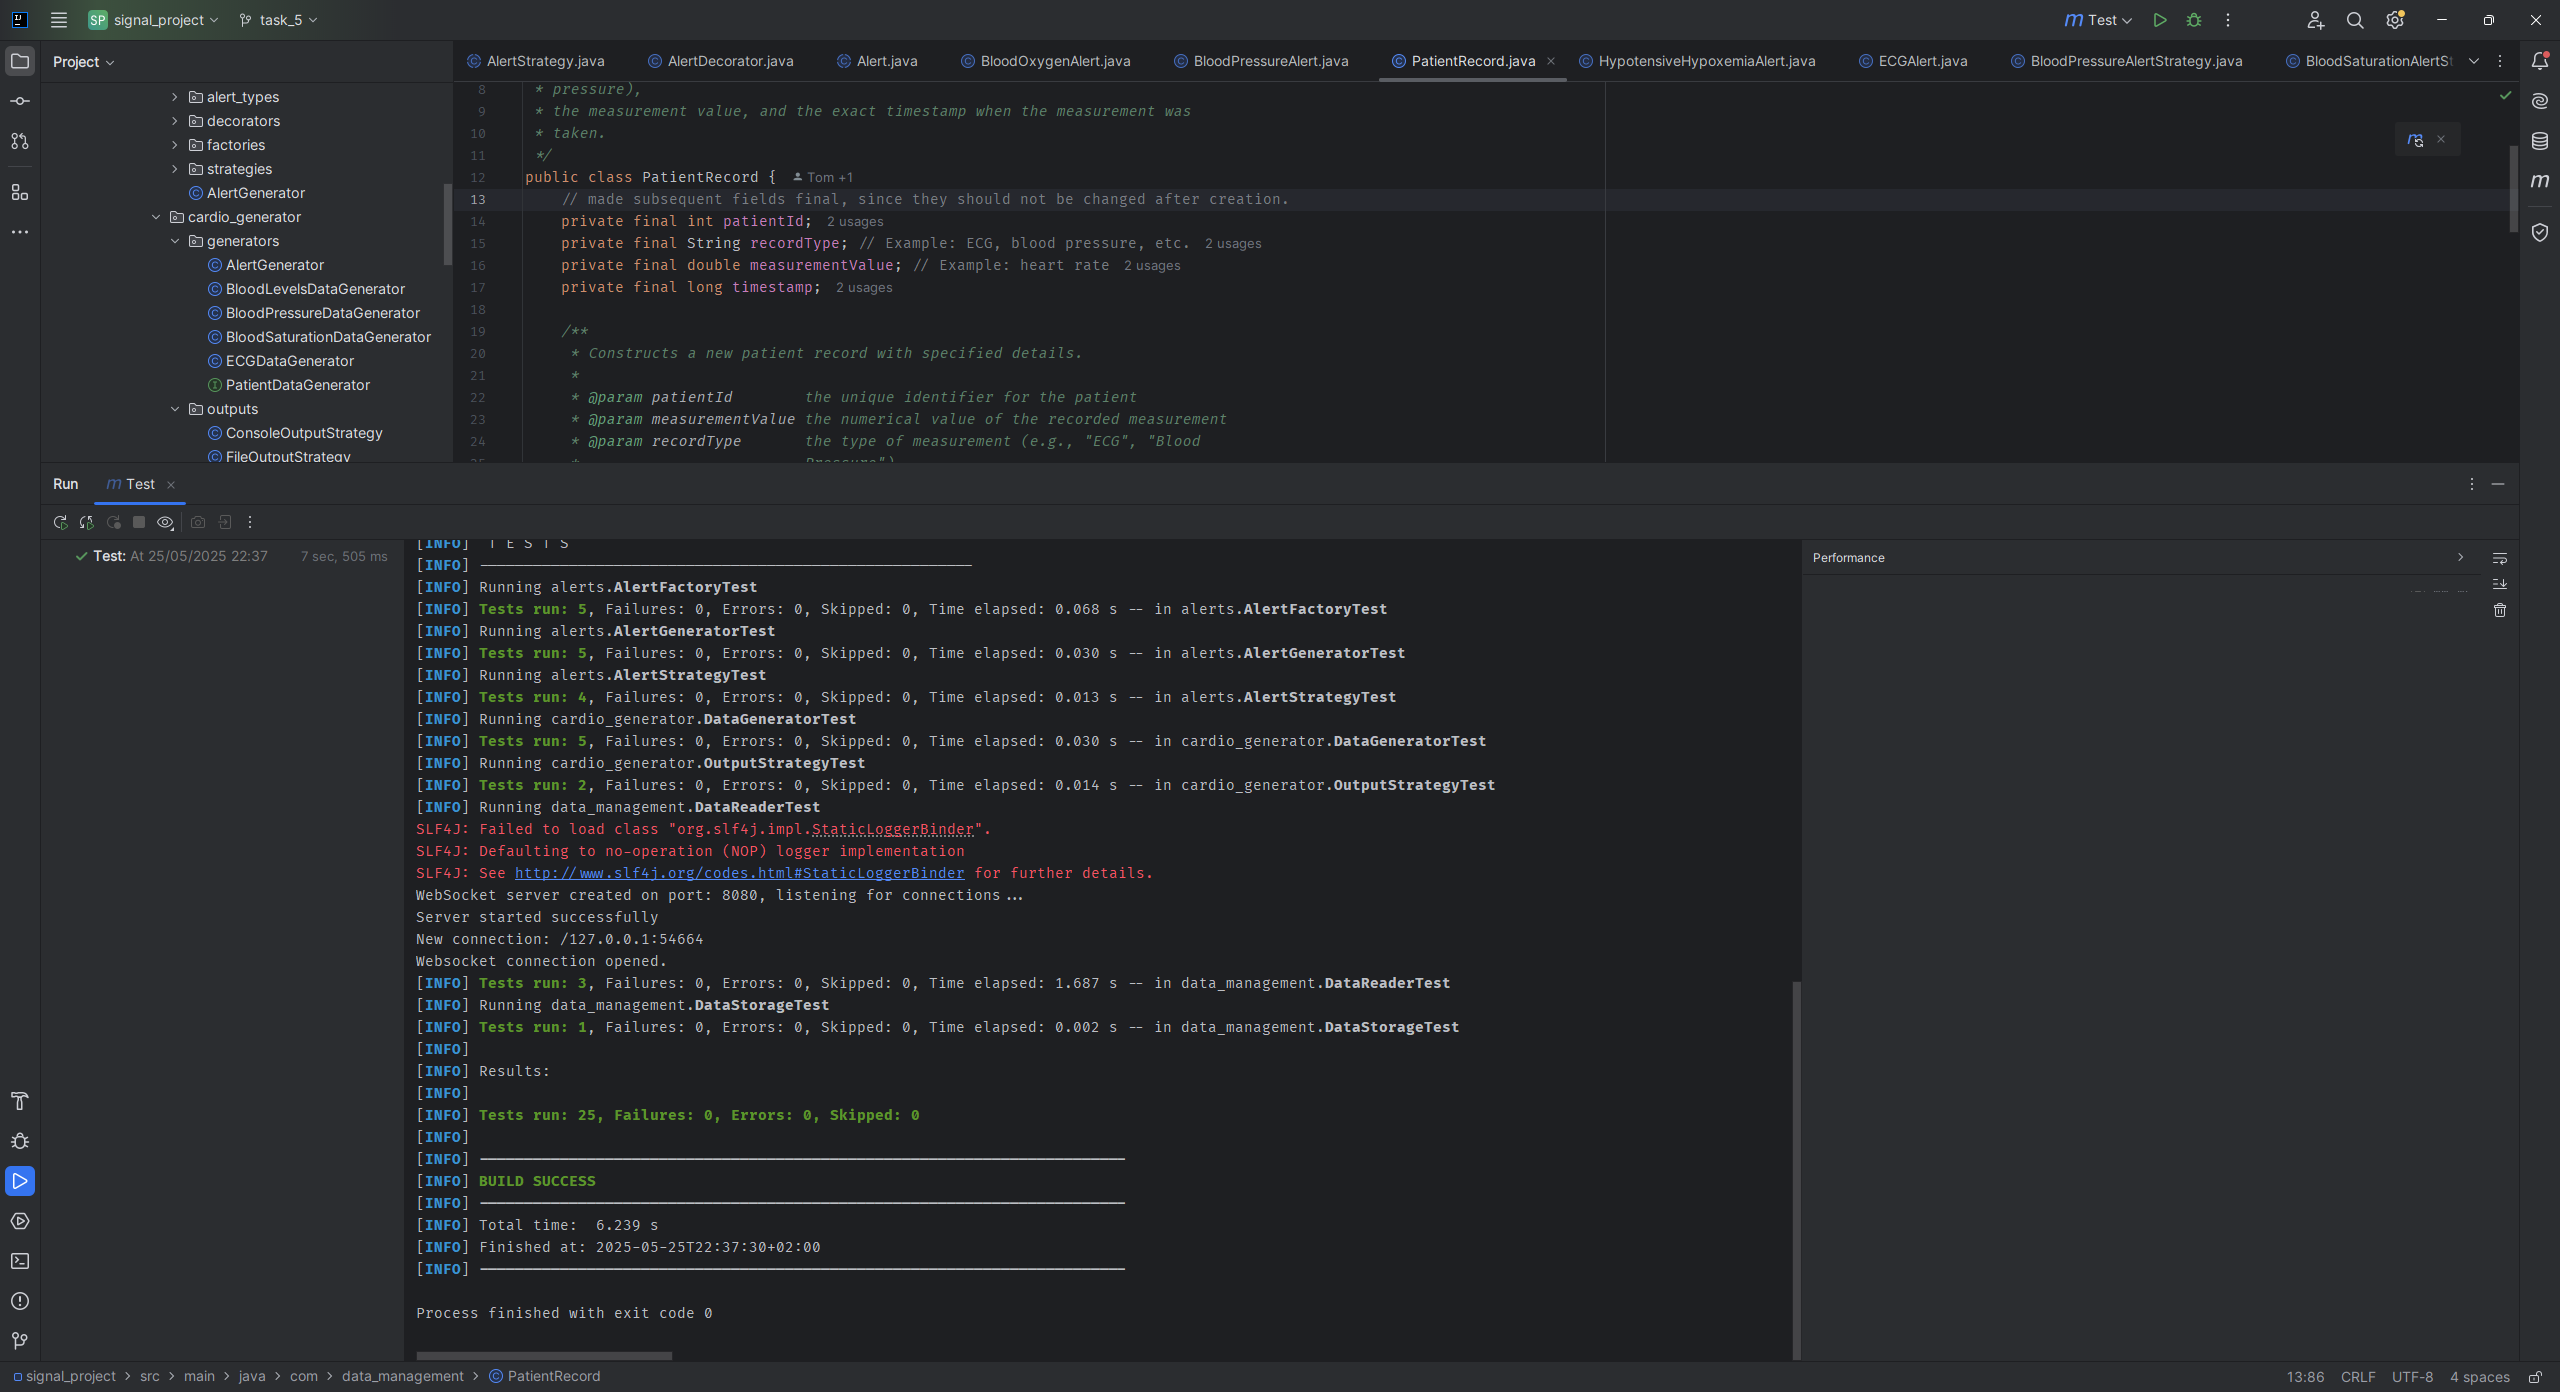 SP signal_project task_5 Test
Project
alert_types
decorators
factories
strategies
AlertGenerator
cardio_generator
generators
AlertGenerator
BloodLevelsDataGenerator
BloodPressureDataGenerator
BloodSaturationDataGenerator
ECGDataGenerator
PatientDataGenerator
outputs
ConsoleOutputStrategy
FileOutputStrategy
AlertStrategy.java AlertDecorator.java Alert.java BloodOxygenAlert.java BloodPressureAlert.java PatientRecord.java HypotensiveHypoxemiaAlert.java ECGAlert.java BloodPressureAlertStrategy.java BloodSaturationAlertSt
8 * pressure),
9 * the measurement value, and the exact timestamp when the measurement was
10 * taken.
11 */
12 public class PatientRecord { Tom +1
13 // made subsequent fields final, since they should not be changed after creation.
14 private final int patientId; 2 usages
15 private final String recordType; // Example: ECG, blood pressure, etc. 2 usages
16 private final double measurementValue; // Example: heart rate 2 usages
17 private final long timestamp; 2 usages
18
19 /**
20 * Constructs a new patient record with specified details.
21 *
22 * @param patientId the unique identifier for the patient
23 * @param measurementValue the numerical value of the recorded measurement
24 * @param recordType the type of measurement (e.g., "ECG", "Blood
25 * Pressure")
Run Test
Test: At 25/05/2025 22:37 7 sec, 505 ms
[INFO] T E S T S
[INFO] -------------------------------------------------------
[INFO] Running alerts.AlertFactoryTest
[INFO] Tests run: 5, Failures: 0, Errors: 0, Skipped: 0, Time elapsed: 0.068 s -- in alerts.AlertFactoryTest
[INFO] Running alerts.AlertGeneratorTest
[INFO] Tests run: 5, Failures: 0, Errors: 0, Skipped: 0, Time elapsed: 0.030 s -- in alerts.AlertGeneratorTest
[INFO] Running alerts.AlertStrategyTest
[INFO] Tests run: 4, Failures: 0, Errors: 0, Skipped: 0, Time elapsed: 0.013 s -- in alerts.AlertStrategyTest
[INFO] Running cardio_generator.DataGeneratorTest
[INFO] Tests run: 5, Failures: 0, Errors: 0, Skipped: 0, Time elapsed: 0.030 s -- in cardio_generator.DataGeneratorTest
[INFO] Running cardio_generator.OutputStrategyTest
[INFO] Tests run: 2, Failures: 0, Errors: 0, Skipped: 0, Time elapsed: 0.014 s -- in cardio_generator.OutputStrategyTest
[INFO] Running data_management.DataReaderTest
SLF4J: Failed to load class "org.slf4j.impl.StaticLoggerBinder".
SLF4J: Defaulting to no-operation (NOP) logger implementation
SLF4J: See http://www.slf4j.org/codes.html#StaticLoggerBinder for further details.
WebSocket server created on port: 8080, listening for connections...
Server started successfully
New connection: /127.0.0.1:54664
Websocket connection opened.
[INFO] Tests run: 3, Failures: 0, Errors: 0, Skipped: 0, Time elapsed: 1.687 s -- in data_management.DataReaderTest
[INFO] Running data_management.DataStorageTest
[INFO] Tests run: 1, Failures: 0, Errors: 0, Skipped: 0, Time elapsed: 0.002 s -- in data_management.DataStorageTest
[INFO]
[INFO] Results:
[INFO]
[INFO] Tests run: 25, Failures: 0, Errors: 0, Skipped: 0
[INFO]
[INFO] ------------------------------------------------------------------------
[INFO] BUILD SUCCESS
[INFO] ------------------------------------------------------------------------
[INFO] Total time:  6.239 s
[INFO] Finished at: 2025-05-25T22:37:30+02:00
[INFO] ------------------------------------------------------------------------
Process finished with exit code 0
Performance
signal_project > src > main > java > com > data_management > PatientRecord
13:86 CRLF UTF-8 4 spaces